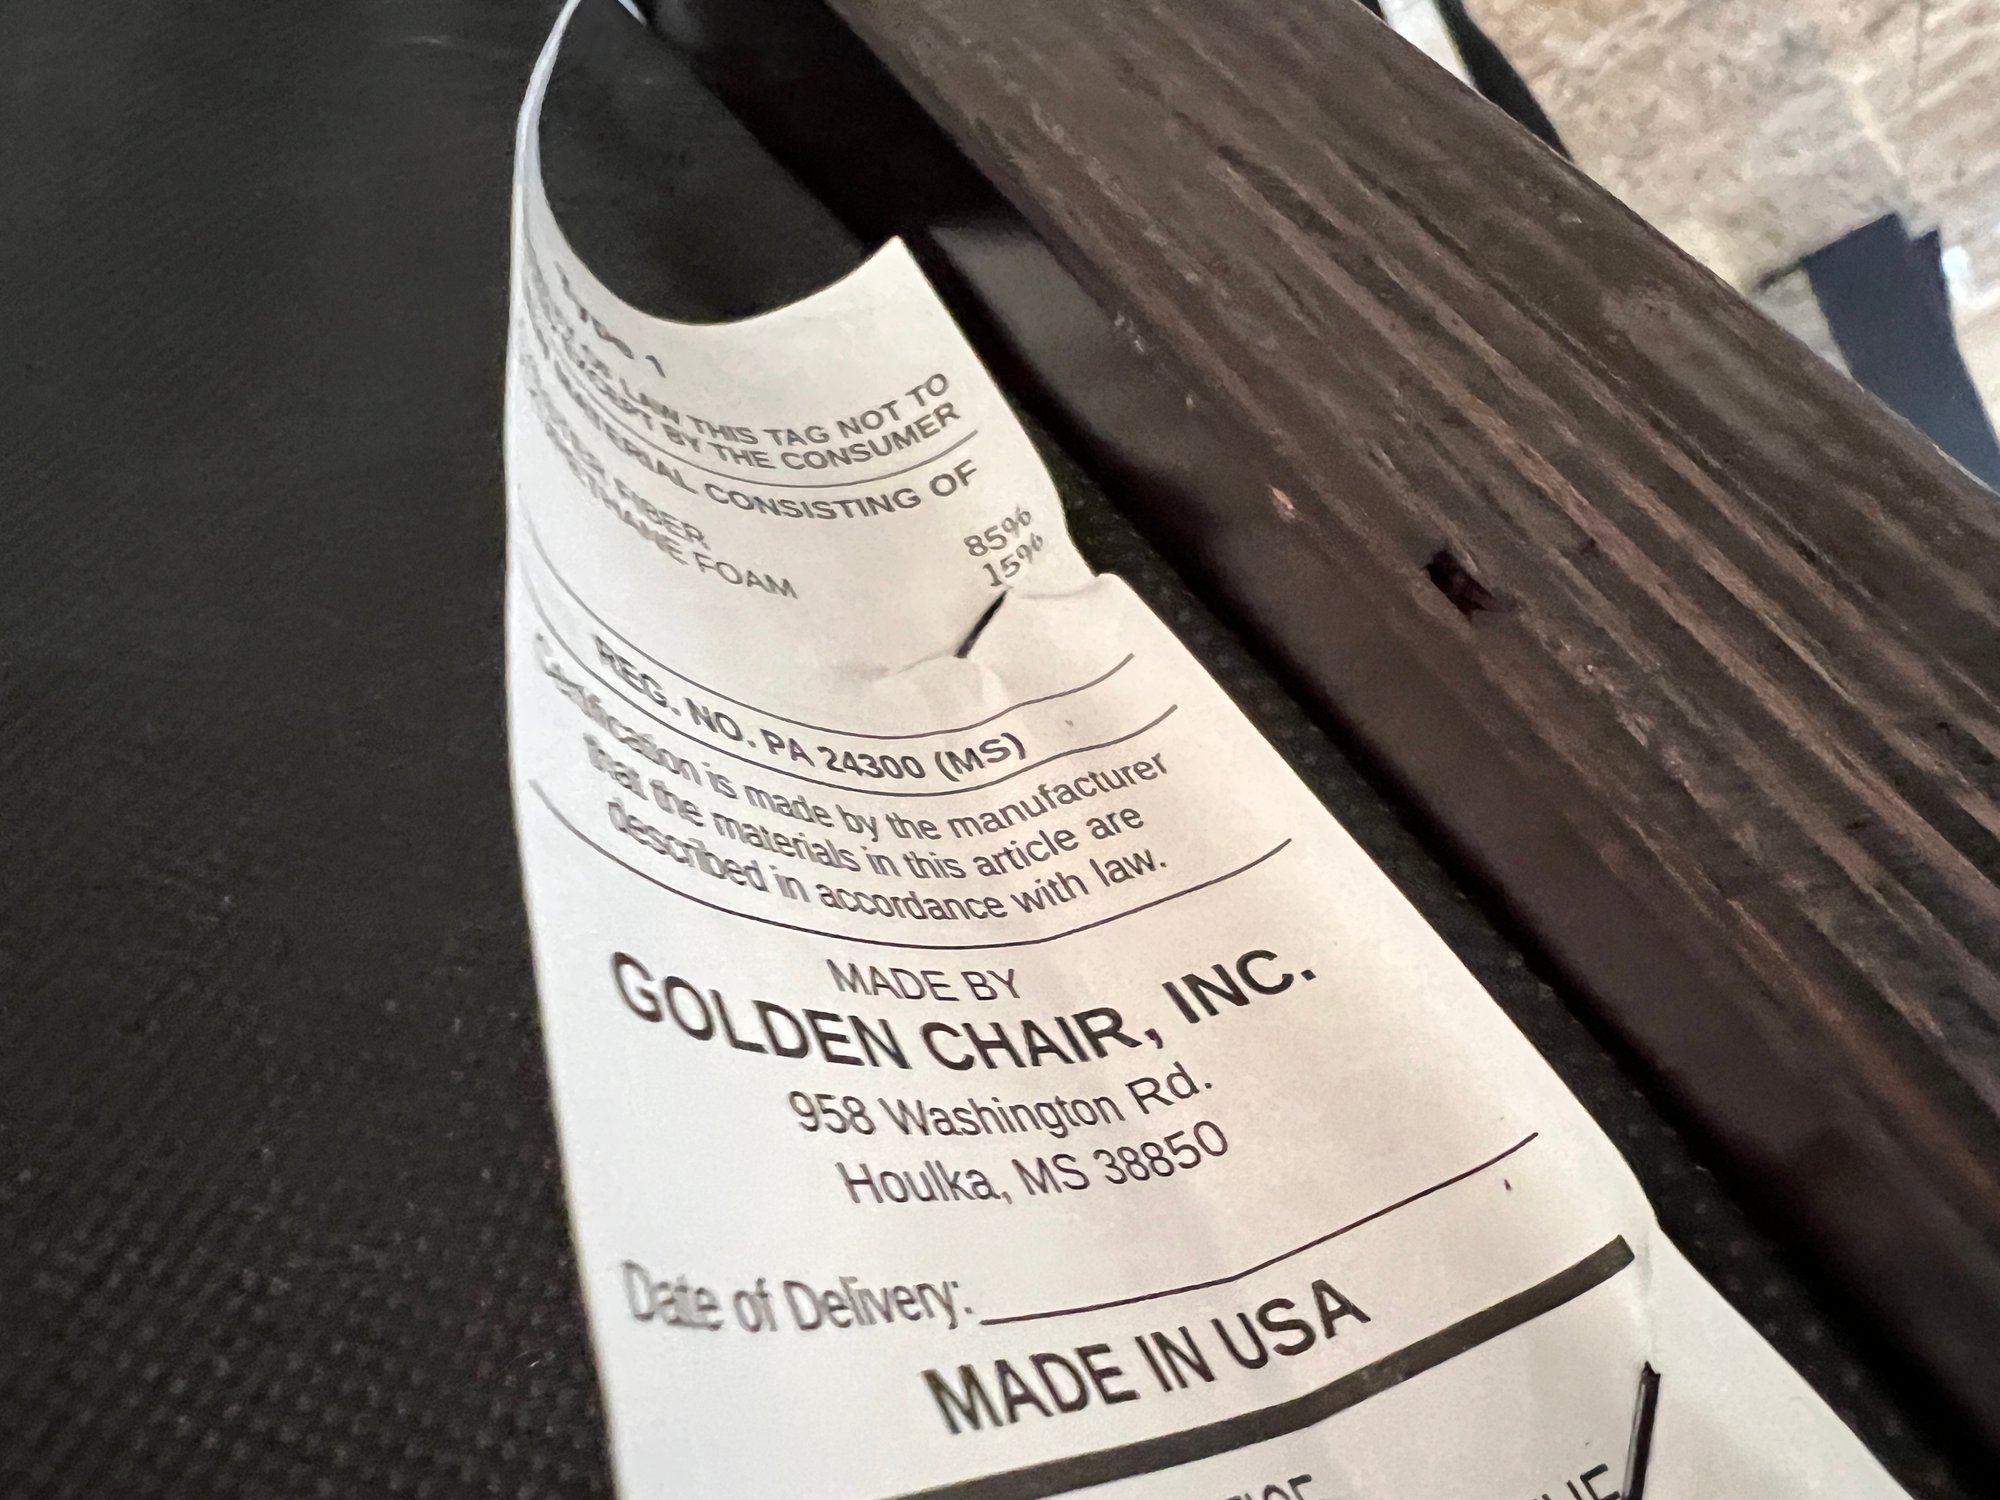 LAW THIS TAG NOT TO
BY THE CONSUMER
MATERIAL CONSISTING OF
FIBER 85%
FOAM 15%
REG. NO. PA 24300 (MS)
Certification is made by the manufacturer
that the materials in this article are
described in accordance with law.
MADE BY
GOLDEN CHAIR, INC.
958 Washington Rd.
Houlka, MS 38850
Date of Delivery:
MADE IN USA